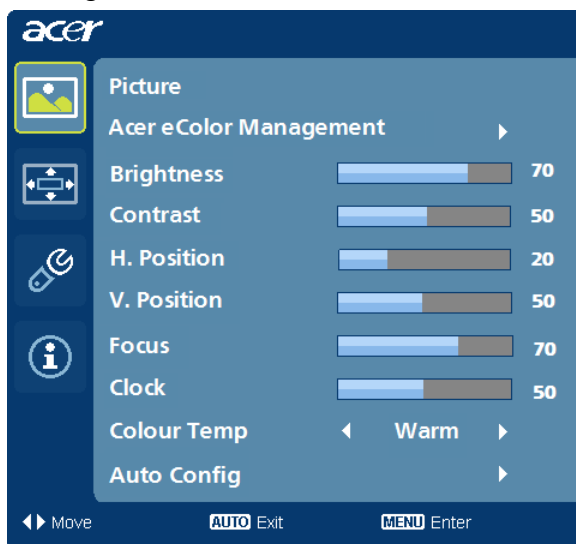 acer
Picture
Acer eColor Management
Brightness 70
Contrast 50
H. Position 20
V. Position 50
Focus 70
Clock 50
Colour Temp Warm
Auto Config
Move AUTO Exit MENU Enter